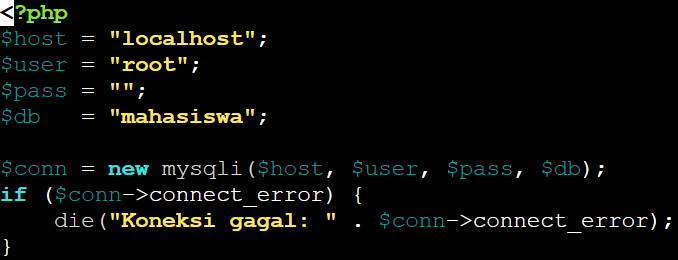 <?php
$host = "localhost";
$user = "root";
$pass = "";
$db   = "mahasiswa";

$conn = new mysqli($host, $user, $pass, $db);
if ($conn->connect_error) {
    die("Koneksi gagal: " . $conn->connect_error);
}